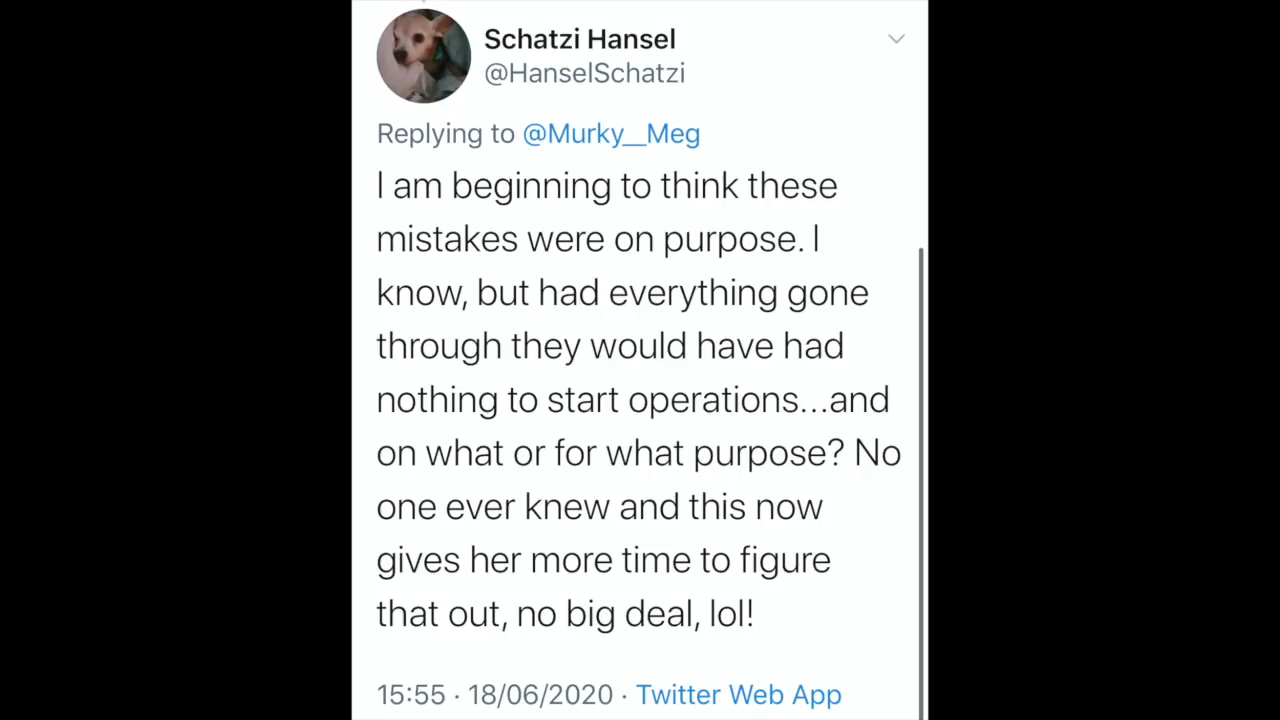 Schatzi Hansel
@HanselSchatzi
Replying to @Murky__Meg
I am beginning to think these
mistakes were on purpose. I
know, but had everything gone
through they would have had
nothing to start operations...and
on what or for what purpose? No
one ever knew and this now
gives her more time to figure
that out, no big deal, lol!
15:55 · 18/06/2020 · Twitter Web App